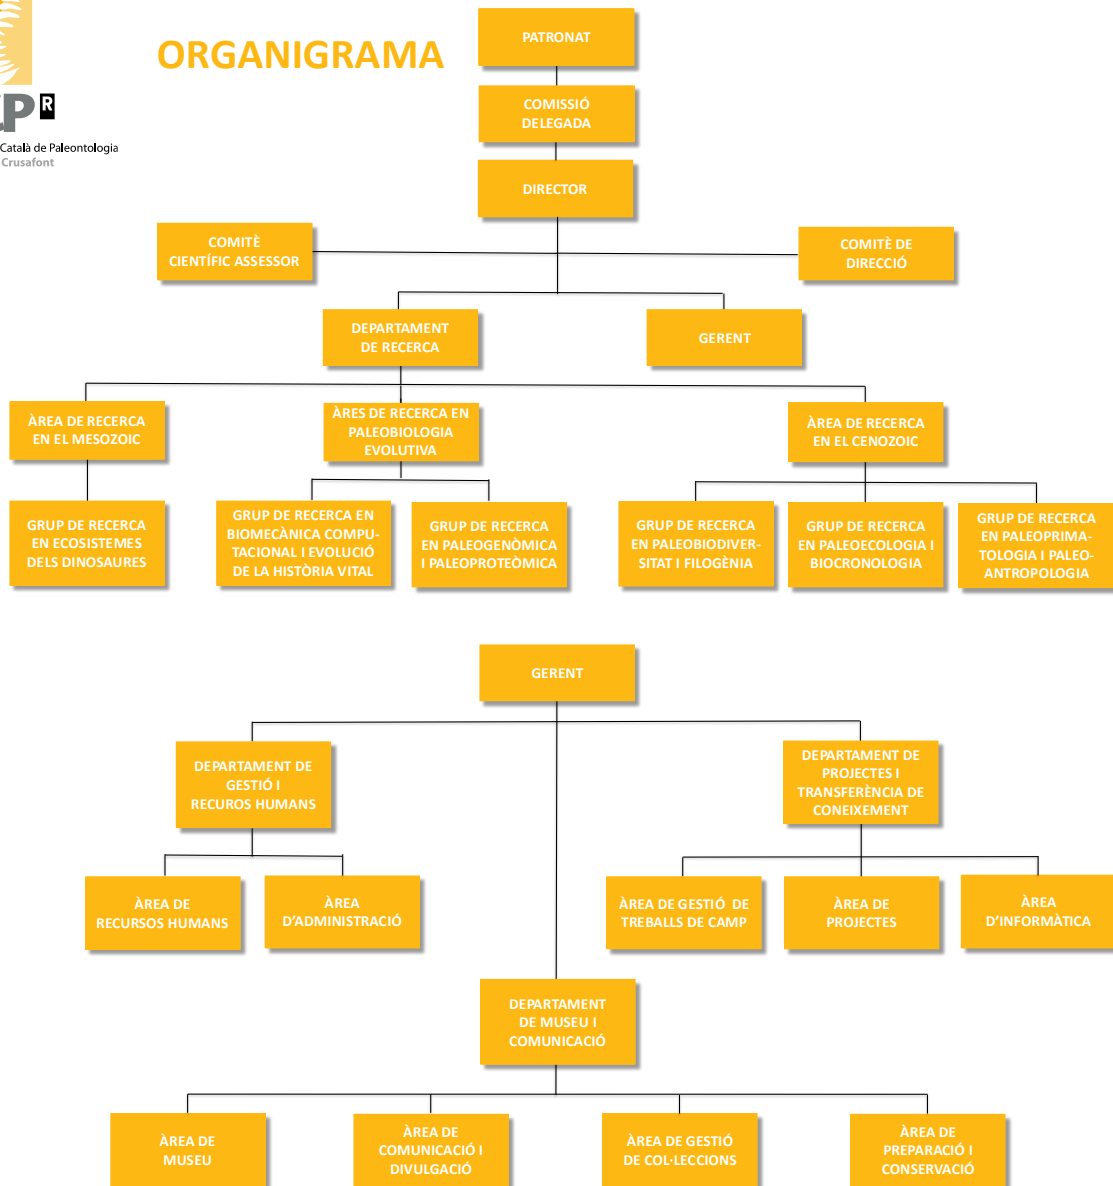 ORGANIGRAMA
PATRONAT
R
Català de Paleontologia
Crusafont
COMISSIÓ
DELEGADA
DIRECTOR
COMITÈ
CIENTÍFIC ASSESSOR
COMITÈ DE
DIRECCIÓ
DEPARTAMENT
DE RECERCA
GERENT
ÀREA DE RECERCA
EN EL MESOZOIC
ÀRES DE RECERCA EN
PALEOBIOLOGIA
EVOLUTIVA
ÀREA DE RECERCA
EN EL CENOZOIC
GRUP DE RECERCA
EN ECOSISTEMES
DELS DINOSAURES
GRUP DE RECERCA EN
BIOMECÀNICA COMPU-
TACIONAL I EVOLUCIÓ
DE LA HISTÒRIA VITAL
GRUP DE RECERCA
EN PALEOGENÒMICA
I PALEOPROTEÒMICA
GRUP DE RECERCA
EN PALEOBIODIVER-
SITAT I FILOGÈNIA
GRUP DE RECERCA
EN PALEOECOLOGIA I
BIOCRONOLOGIA
GRUP DE RECERCA
EN PALEOPRIMA-
TOLOGIA I PALEO-
ANTROPOLOGIA
GERENT
DEPARTAMENT DE
GESTIÓ I
RECUROS HUMANS
DEPARTAMENT DE
PROJECTES I
TRANSFERÈNCIA DE
CONEIXEMENT
ÀREA DE
RECURSOS HUMANS
ÀREA
D'ADMINISTRACIÓ
ÀREA DE GESTIÓ  DE
TREBALLS DE CAMP
ÀREA DE
PROJECTES
ÀREA
D'INFORMÀTICA
DEPARTAMENT
DE MUSEU I
COMUNICACIÓ
ÀREA DE
MUSEU
ÀREA DE
COMUNICACIÓ I
DIVULGACIÓ
ÀREA DE GESTIÓ
DE COL·LECCIONS
ÀREA DE
PREPARACIÓ I
CONSERVACIÓ